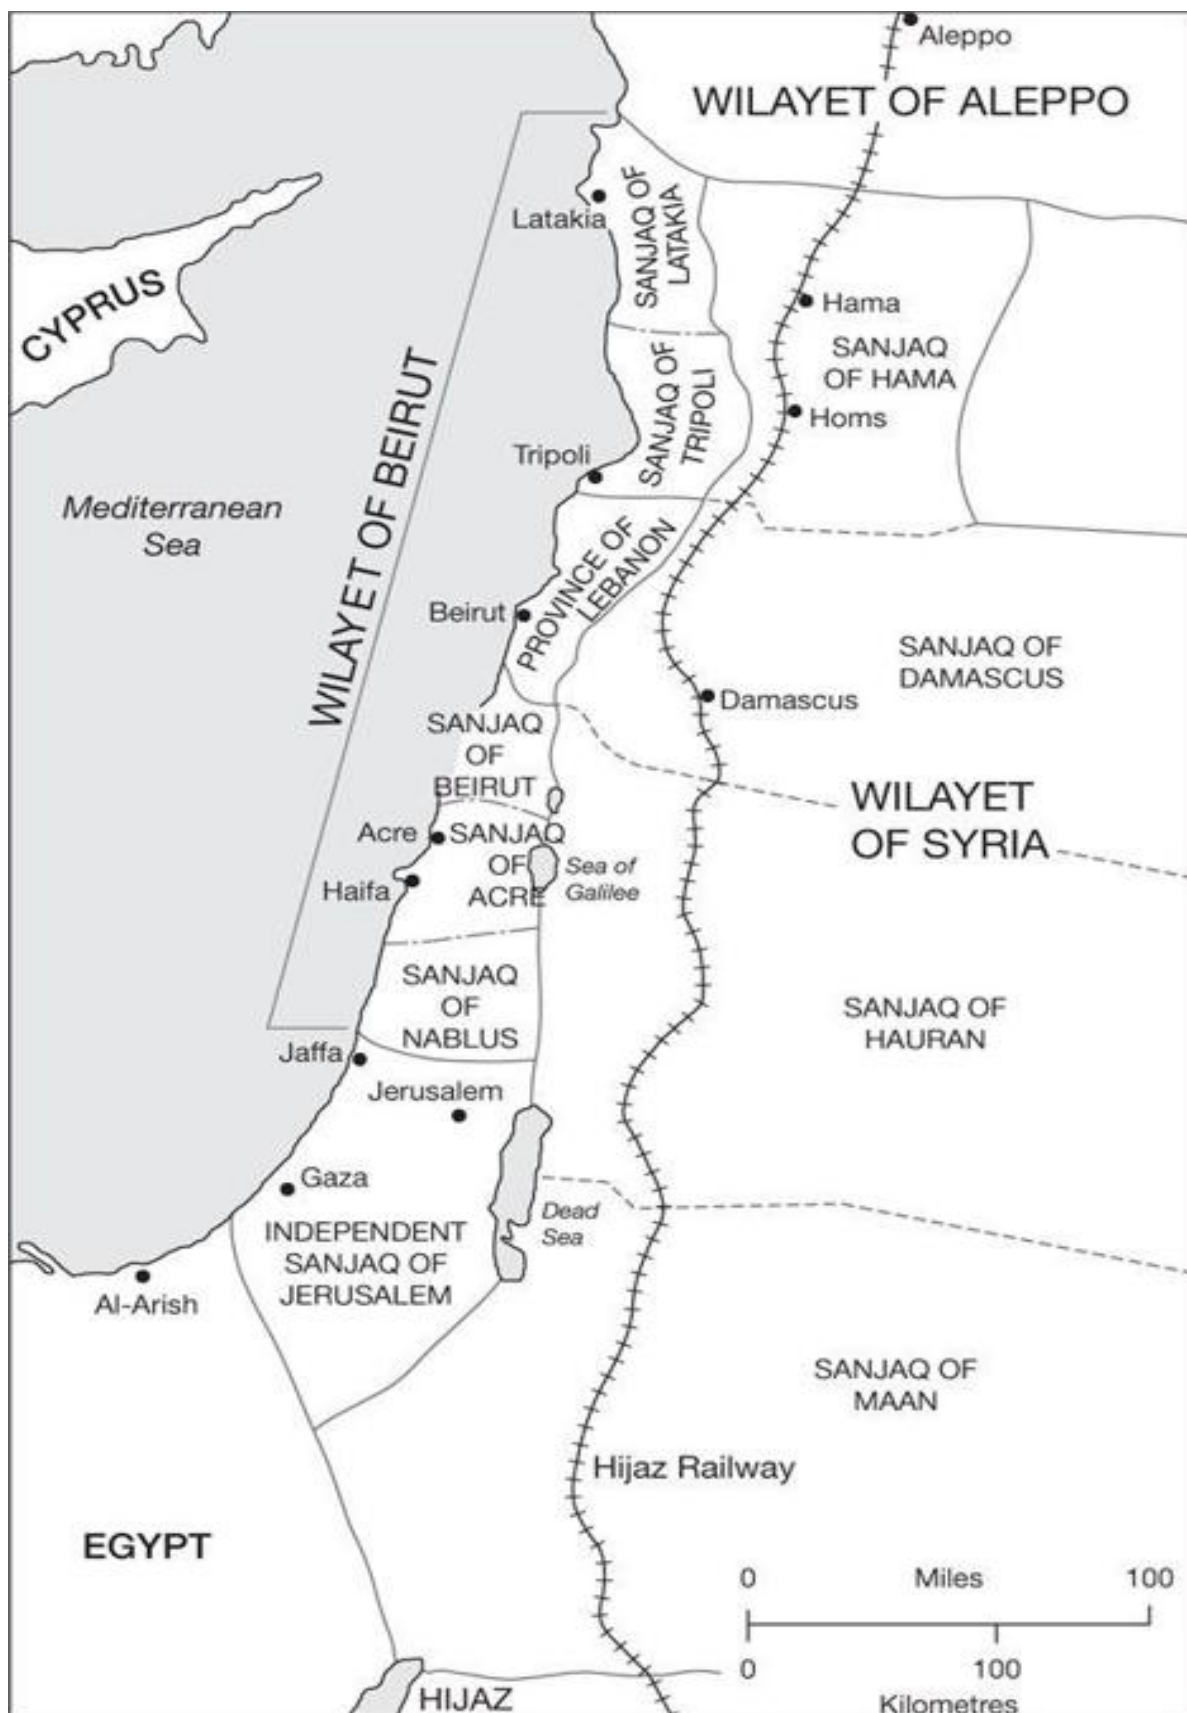 Aleppo
WILAYET OF ALEPPO
Latakia
SANJAQ OF
LATAKIA
CYPRUS
Hama
SANJAQ
OF HAMA
Homs
WILAYET OF BEIRUT
SANJAQ OF
TRIPOLI
Tripoli
Mediterranean
Sea
PROVINCE OF
LEBANON
Beirut
SANJAQ OF
DAMASCUS
Damascus
SANJAQ
OF
BEIRUT
WILAYET
OF SYRIA
Acre
SANJAQ
OF
ACRE
Sea of
Galilee
Haifa
SANJAQ
OF
NABLUS
SANJAQ OF
HAURAN
Jaffa
Jerusalem
Gaza
Dead
Sea
INDEPENDENT
SANJAQ OF
JERUSALEM
Al-Arish
SANJAQ OF
MAAN
Hijaz Railway
EGYPT
0 Miles 100
0 100
Kilometres
HIJAZ